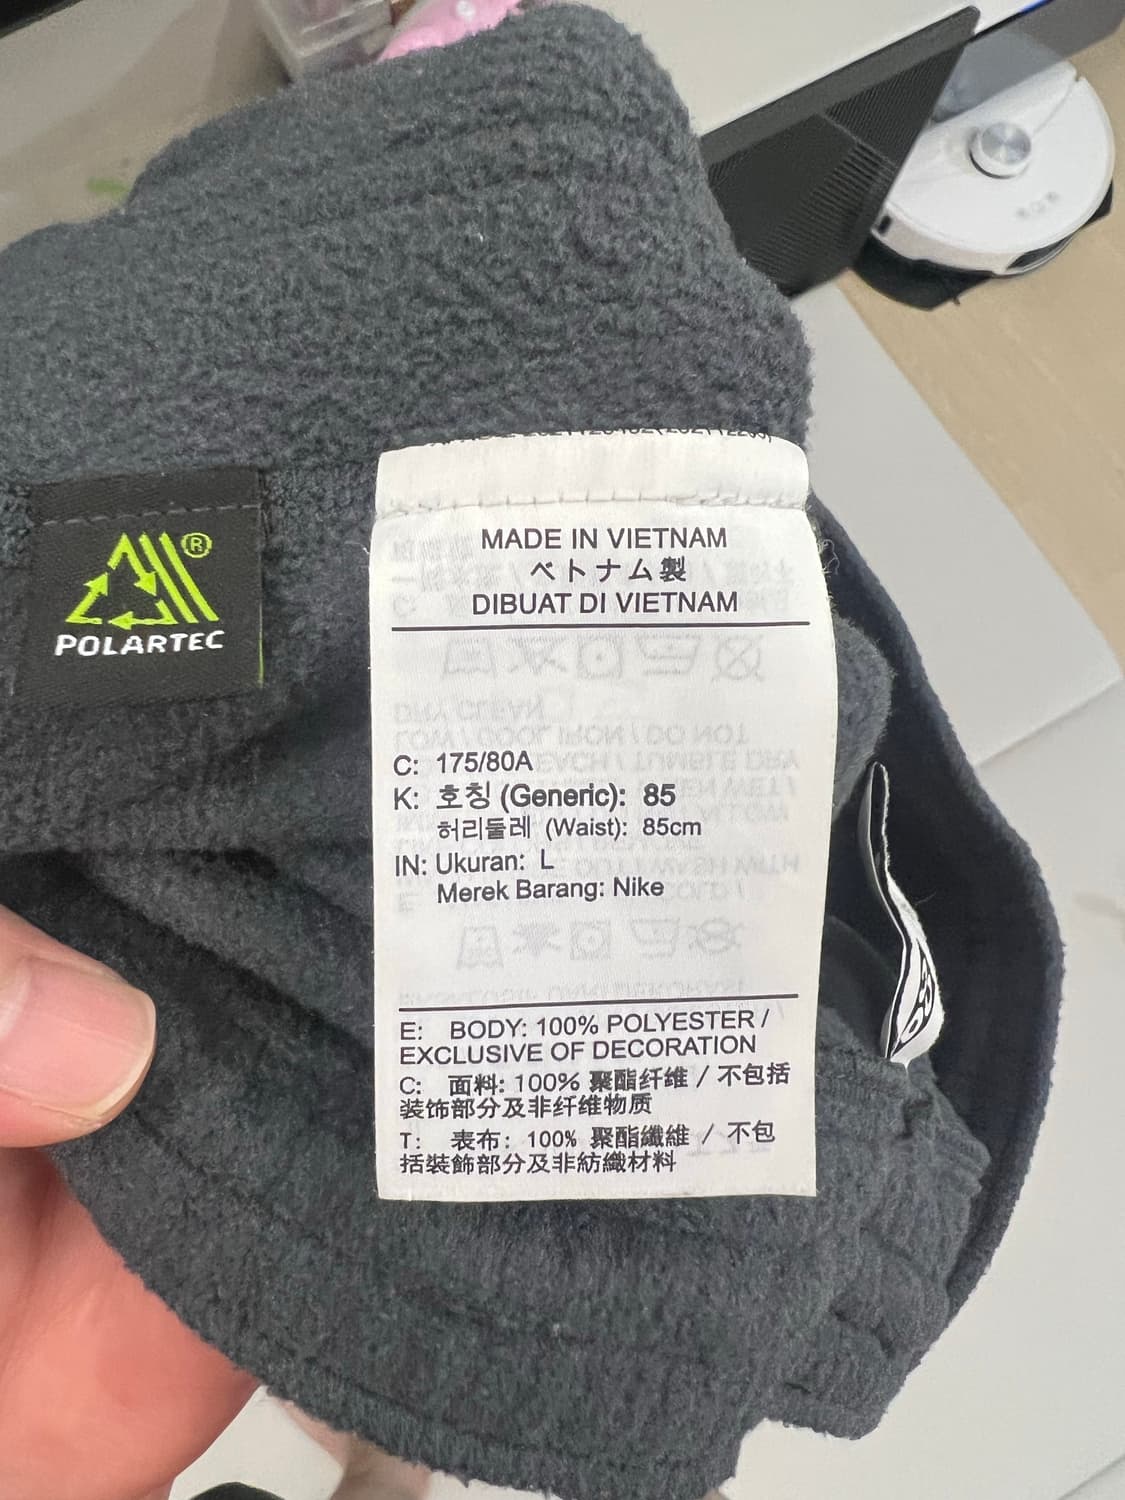 POLARTEC
®
MADE IN VIETNAM
ベトナム製
DIBUAT DI VIETNAM
C: 175/80A
K: 호칭 (Generic): 85
허리둘레 (Waist): 85cm
IN: Ukuran: L
Merek Barang: Nike
E: BODY: 100% POLYESTER /
EXCLUSIVE OF DECORATION
C: 面料: 100% 聚酯纤维 / 不包括
装饰部分及非纤维物质
T: 表布: 100% 聚酯纖維 / 不包
括裝飾部分及非紡織材料